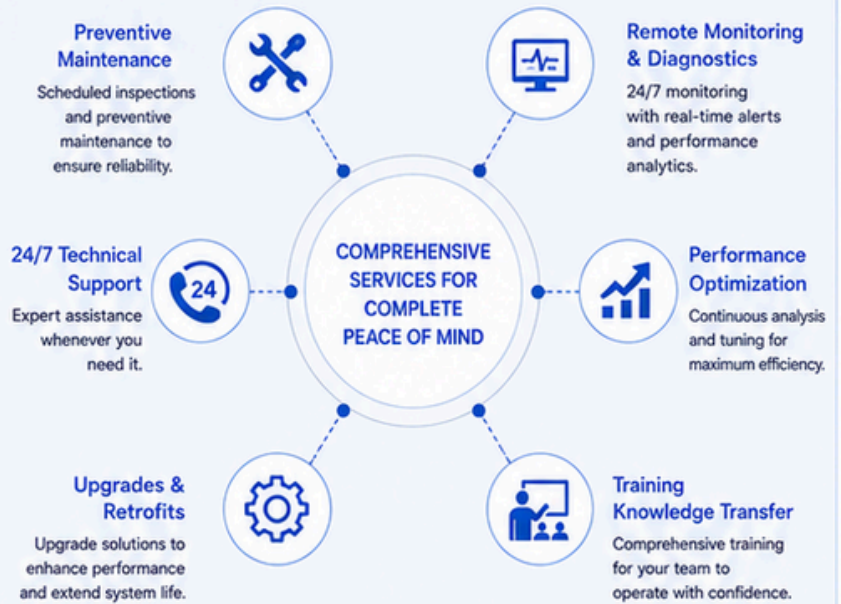 Preventive
Maintenance
Scheduled inspections
and preventive
maintenance to
ensure reliability.
Remote Monitoring
& Diagnostics
24/7 monitoring
with real-time alerts
and performance
analytics.
24/7 Technical
Support
Expert assistance
whenever you
need it.
24
COMPREHENSIVE
SERVICES FOR
COMPLETE
PEACE OF MIND
Performance
Optimization
Continuous analysis
and tuning for
maximum efficiency.
Upgrades &
Retrofits
Upgrade solutions to
enhance performance
and extend system life.
Training
Knowledge Transfer
Comprehensive training
for your team to
operate with confidence.